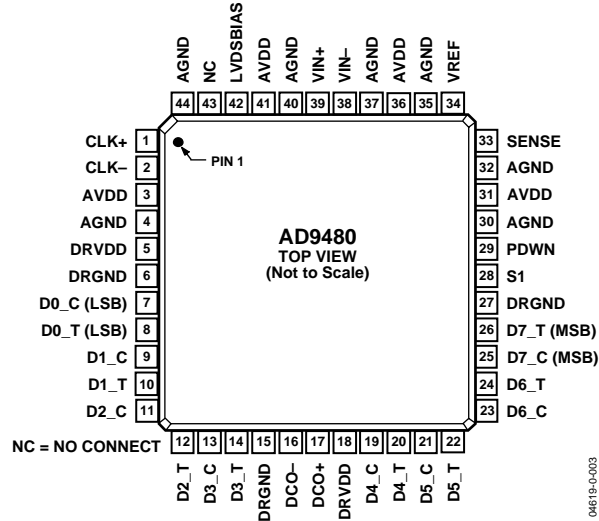 AGND
NC
LVDSBIAS
AVDD
AGND
VIN+
VIN–
AGND
AVDD
AGND
VREF
44 43 42 41 40 39 38 37 36 35 34
CLK+ 1
CLK– 2
AVDD 3
AGND 4
DRVDD 5
DRGND 6
D0_C (LSB) 7
D0_T (LSB) 8
D1_C 9
D1_T 10
D2_C 11
PIN 1
AD9480
TOP VIEW
(Not to Scale)
33 SENSE
32 AGND
31 AVDD
30 AGND
29 PDWN
28 S1
27 DRGND
26 D7_T (MSB)
25 D7_C (MSB)
24 D6_T
23 D6_C
NC = NO CONNECT
12 13 14 15 16 17 18 19 20 21 22
D2_T
D3_C
D3_T
DRGND
DCO–
DCO+
DRVDD
D4_C
D4_T
D5_C
D5_T
04619-0-003